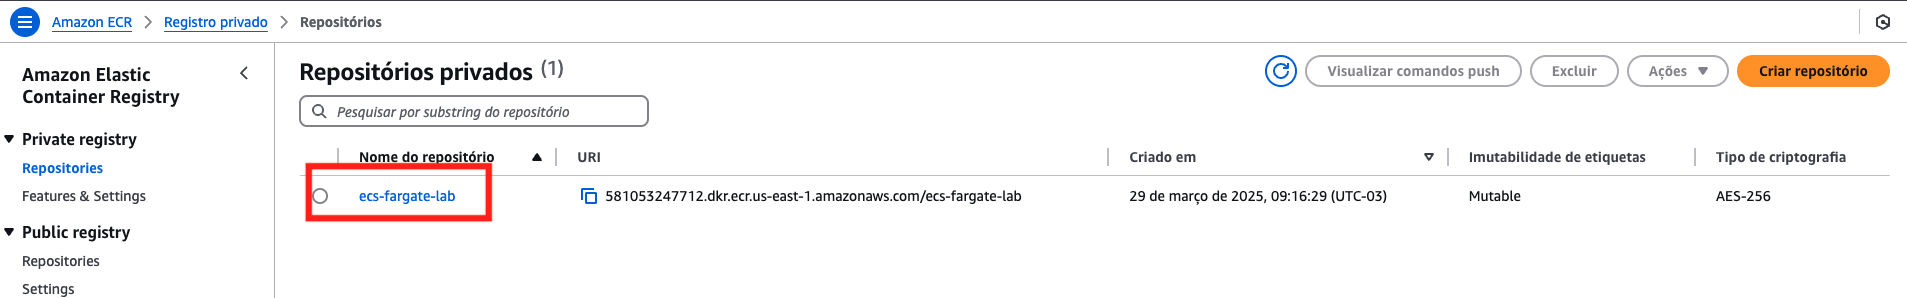 Amazon ECR > Registro privado > Repositórios
Amazon Elastic
Container Registry
Private registry
Repositories
Features & Settings
Public registry
Repositories
Settings
Repositórios privados (1)
Visualizar comandos push
Excluir
Ações
Criar repositório
Pesquisar por substring do repositório
Nome do repositório
URI
Criado em
Imutabilidade de etiquetas
Tipo de criptografia
ecs-fargate-lab
581053247712.dkr.ecr.us-east-1.amazonaws.com/ecs-fargate-lab
29 de março de 2025, 09:16:29 (UTC-03)
Mutable
AES-256